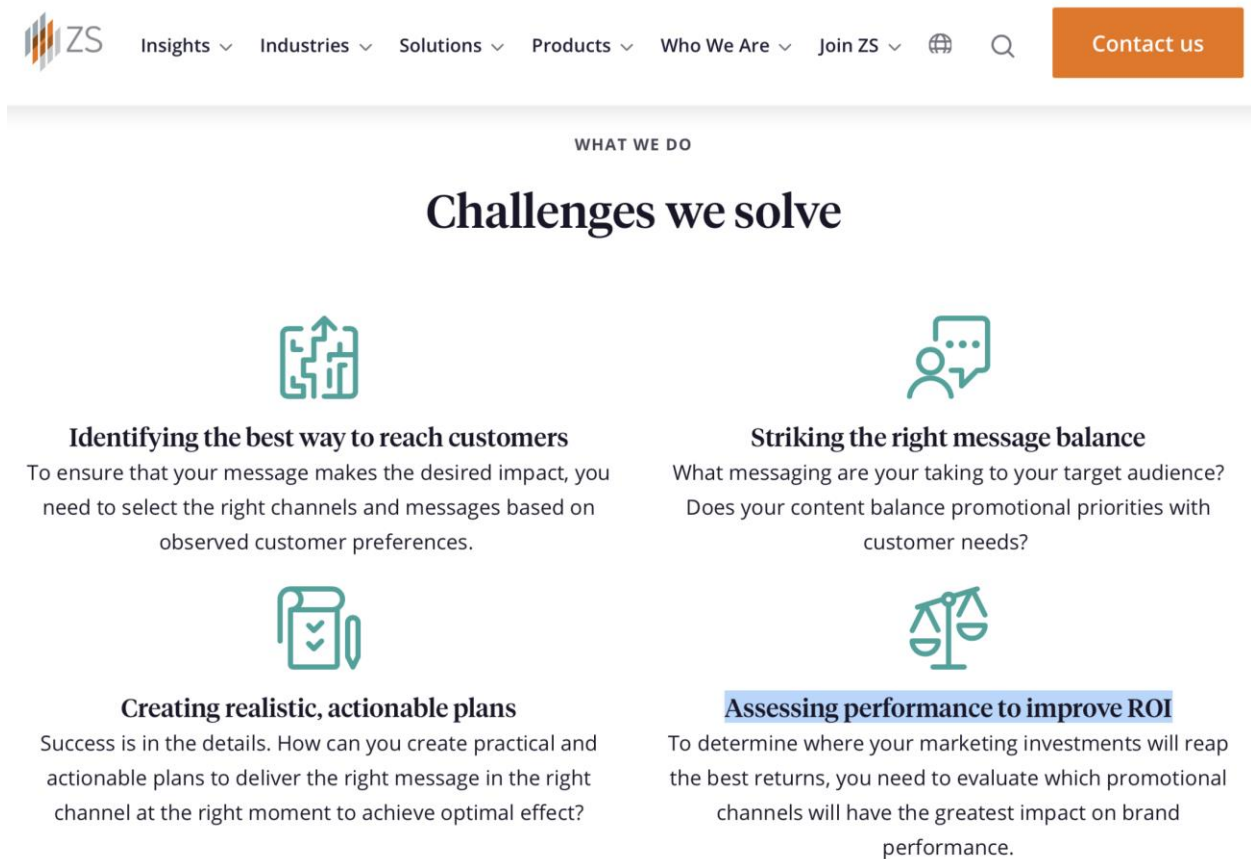 ZS
Insights
Industries
Solutions
Products
Who We Are
Join ZS
Contact us
WHAT WE DO
Challenges we solve
Identifying the best way to reach customers
To ensure that your message makes the desired impact, you
need to select the right channels and messages based on
observed customer preferences.
Striking the right message balance
What messaging are your taking to your target audience?
Does your content balance promotional priorities with
customer needs?
Creating realistic, actionable plans
Success is in the details. How can you create practical and
actionable plans to deliver the right message in the right
channel at the right moment to achieve optimal effect?
Assessing performance to improve ROI
To determine where your marketing investments will reap
the best returns, you need to evaluate which promotional
channels will have the greatest impact on brand
performance.